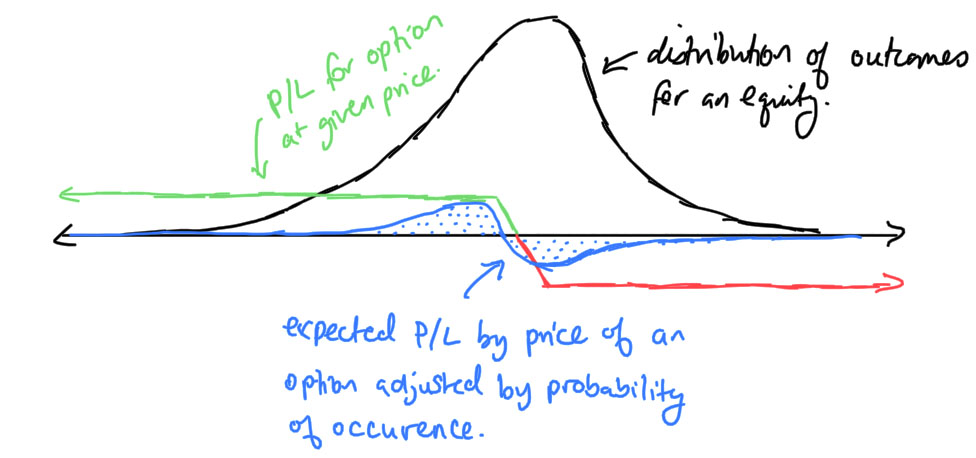 P/L for option
at given price.
distribution of outcomes
for an equity.
expected P/L by price of an
option adjusted by probability
of occurence.